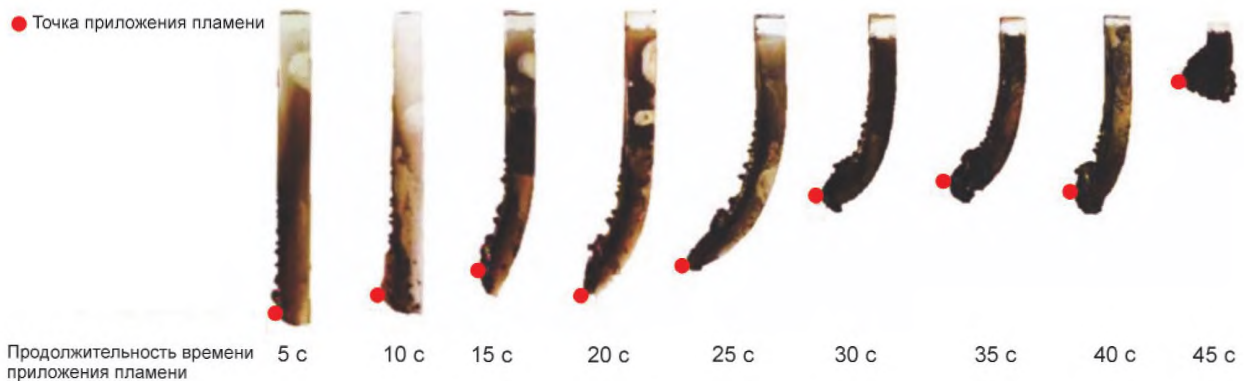 Точка приложения пламени
Продолжительность времени приложения пламени
5 с 10 с 15 с 20 с 25 с 30 с 35 с 40 с 45 с